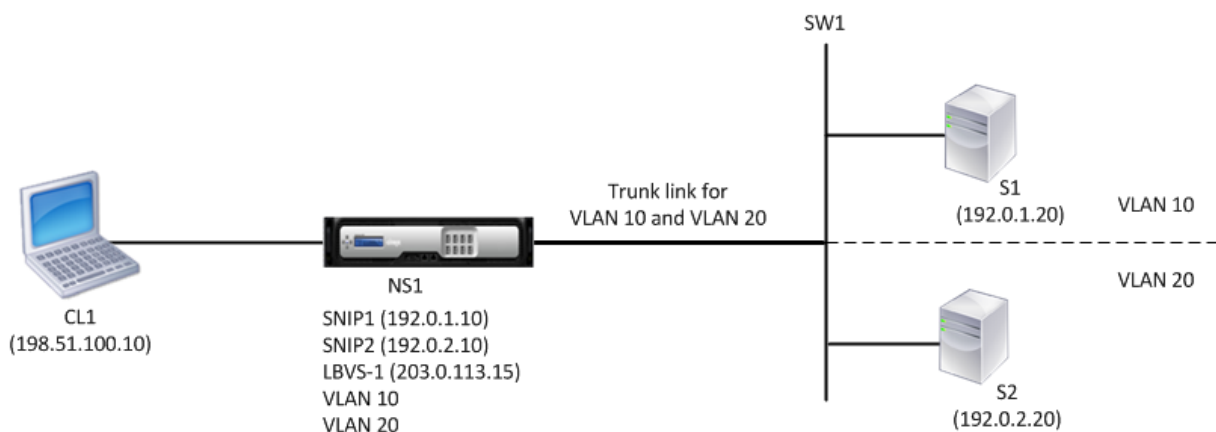 SW1
Trunk link for
VLAN 10 and VLAN 20
S1
(192.0.1.20)
VLAN 10
VLAN 20
CL1
(198.51.100.10)
NS1
SNIP1 (192.0.1.10)
SNIP2 (192.0.2.10)
LBVS-1 (203.0.113.15)
VLAN 10
VLAN 20
S2
(192.0.2.20)